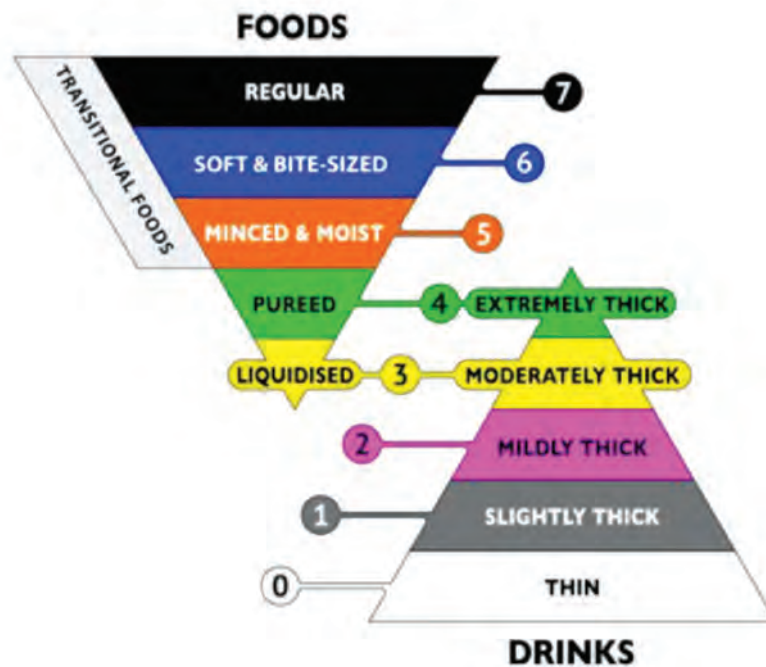 FOODS
TRANSITIONAL FOODS
REGULAR
7
SOFT & BITE-SIZED
6
MINCED & MOIST
5
PUREED
4
EXTREMELY THICK
LIQUIDISED
3
MODERATELY THICK
2
MILDLY THICK
1
SLIGHTLY THICK
0
THIN
DRINKS